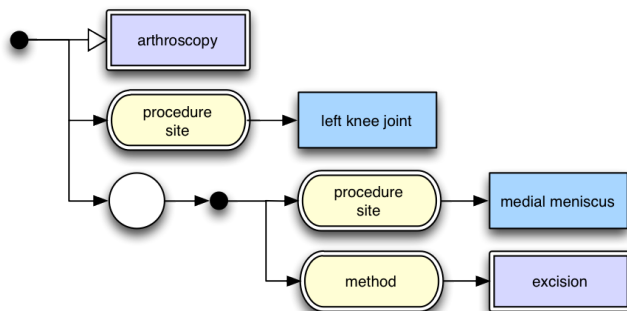 arthroscopy
procedure
site
left knee joint
procedure
site
medial meniscus
method
excision